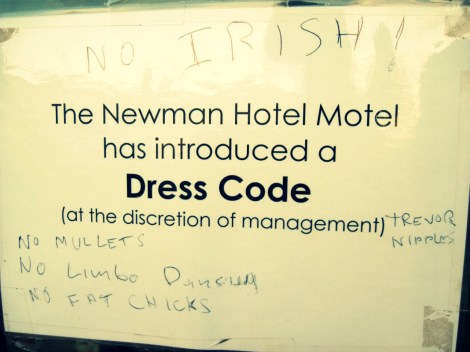 NO IRISH!
The Newman Hotel Motel
has introduced a
Dress Code
(at the discretion of management) TREVOR
NIPPLES
NO MULLETS
NO LIMBO DANCING
NO FAT CHICKS